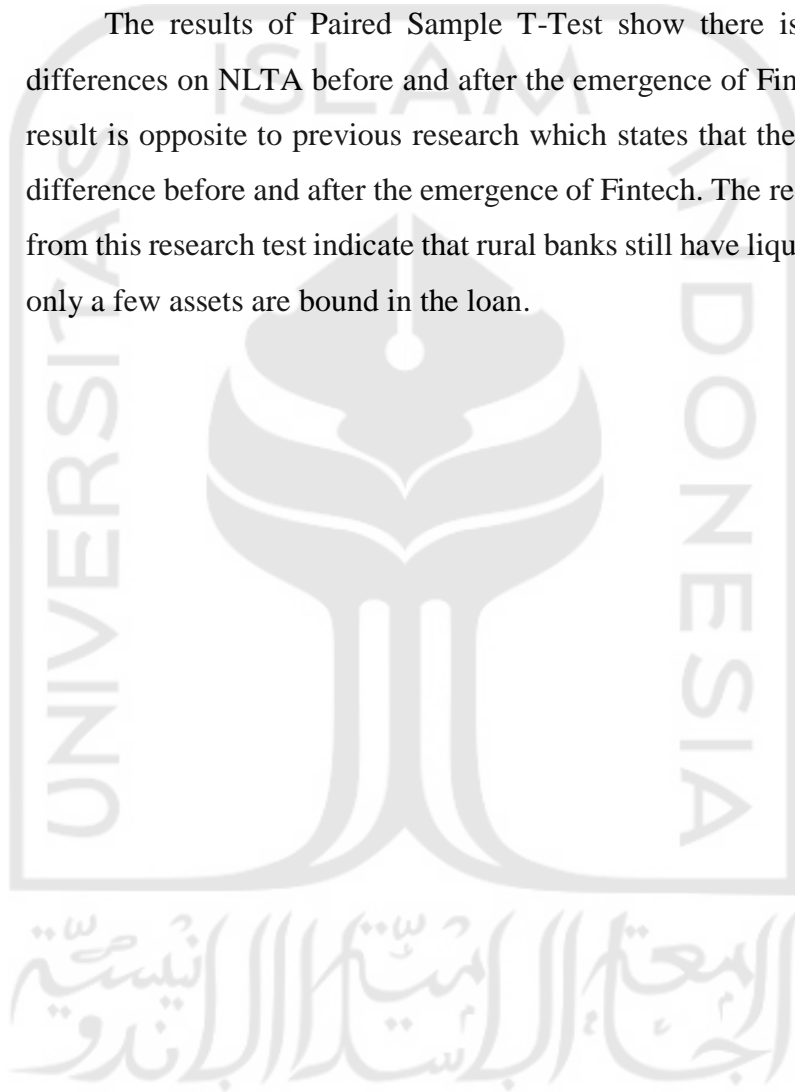 The results of Paired Sample T-Test show there is
differences on NLTA before and after the emergence of Fin
result is opposite to previous research which states that the
difference before and after the emergence of Fintech. The re
from this research test indicate that rural banks still have liqu
only a few assets are bound in the loan.
ISLAM
UNIVERSITAS
INDONESIA